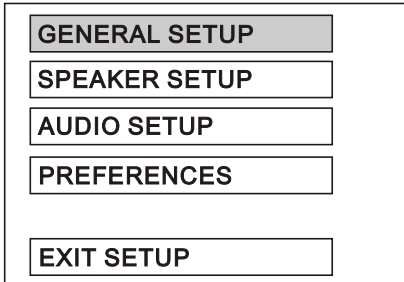 GENERAL SETUP
SPEAKER SETUP
AUDIO SETUP
PREFERENCES
EXIT SETUP